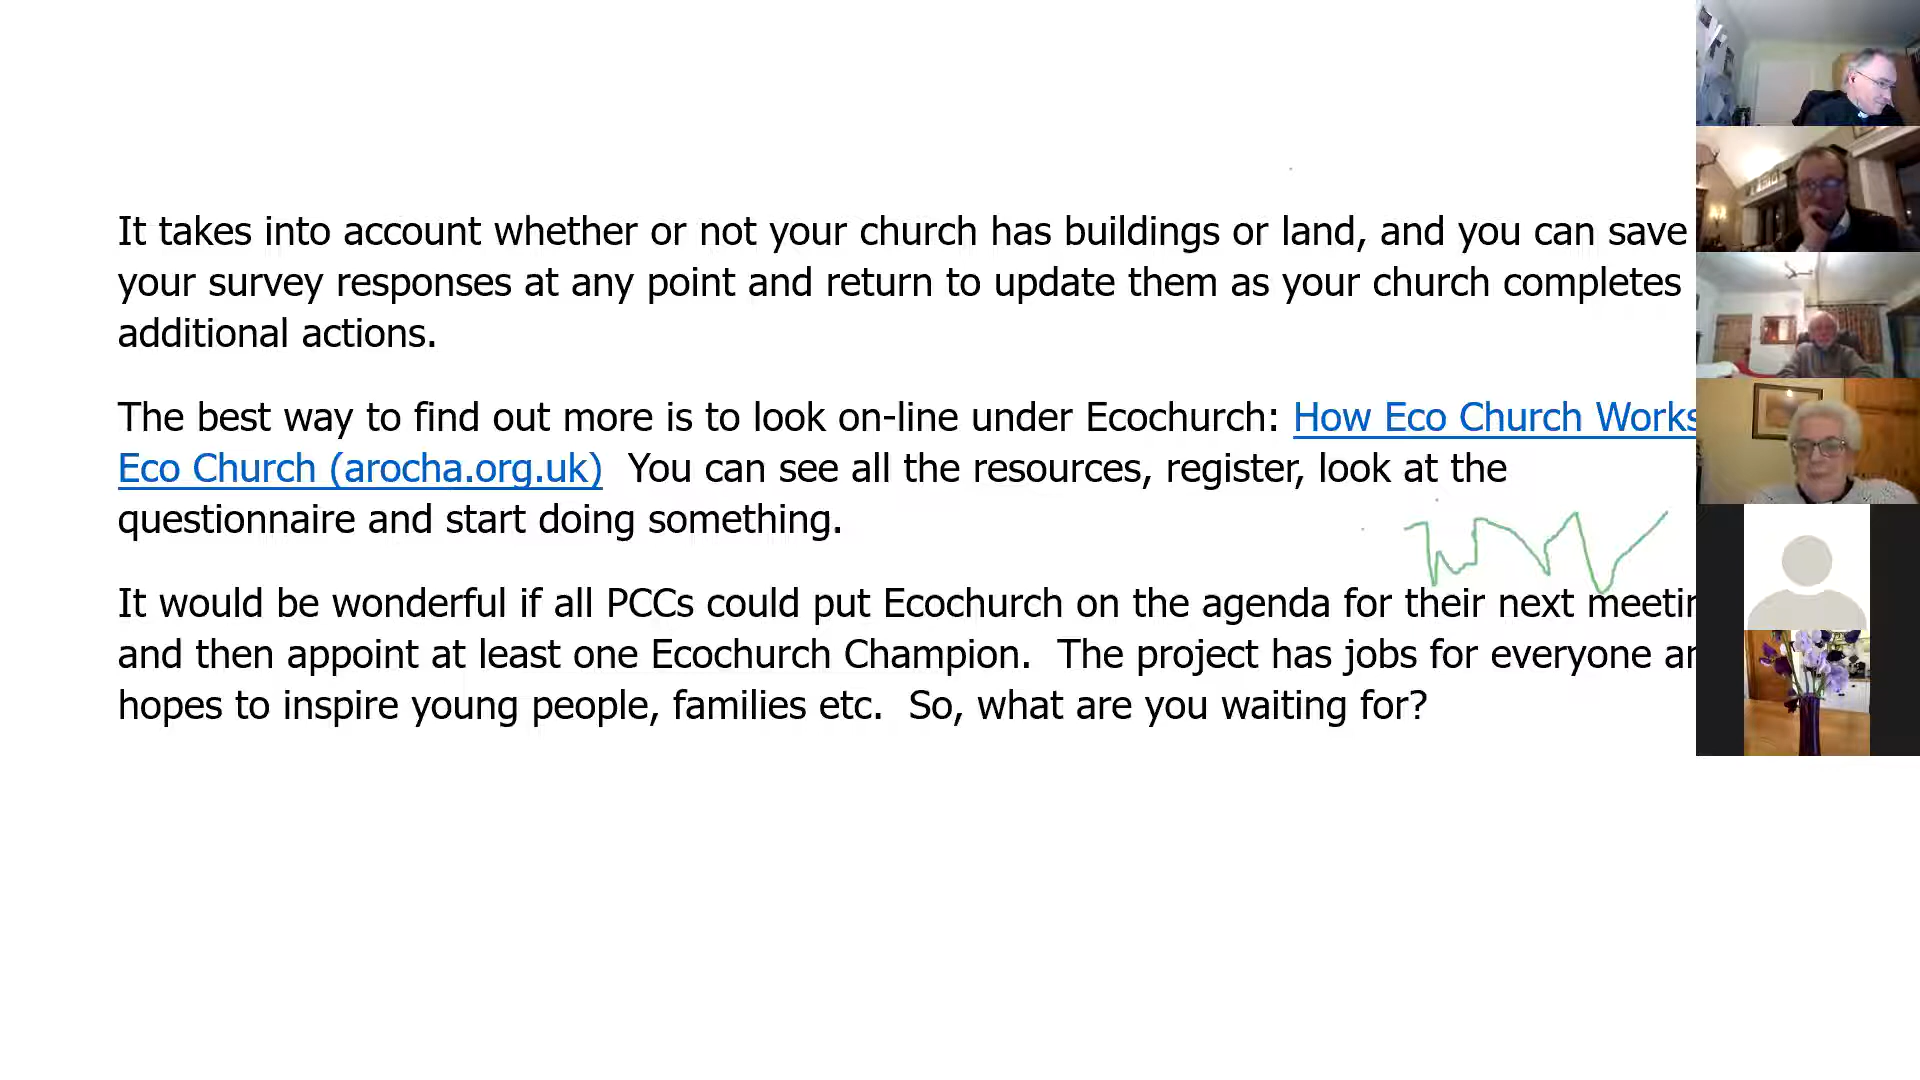 It takes into account whether or not your church has buildings or land, and you can save
your survey responses at any point and return to update them as your church completes
additional actions.
The best way to find out more is to look on-line under Ecochurch: How Eco Church Works
Eco Church (arocha.org.uk)  You can see all the resources, register, look at the
questionnaire and start doing something.
It would be wonderful if all PCCs could put Ecochurch on the agenda for their next
and then appoint at least one Ecochurch Champion.  The project has jobs for everyone
hopes to inspire young people, families etc.  So, what are you waiting for?